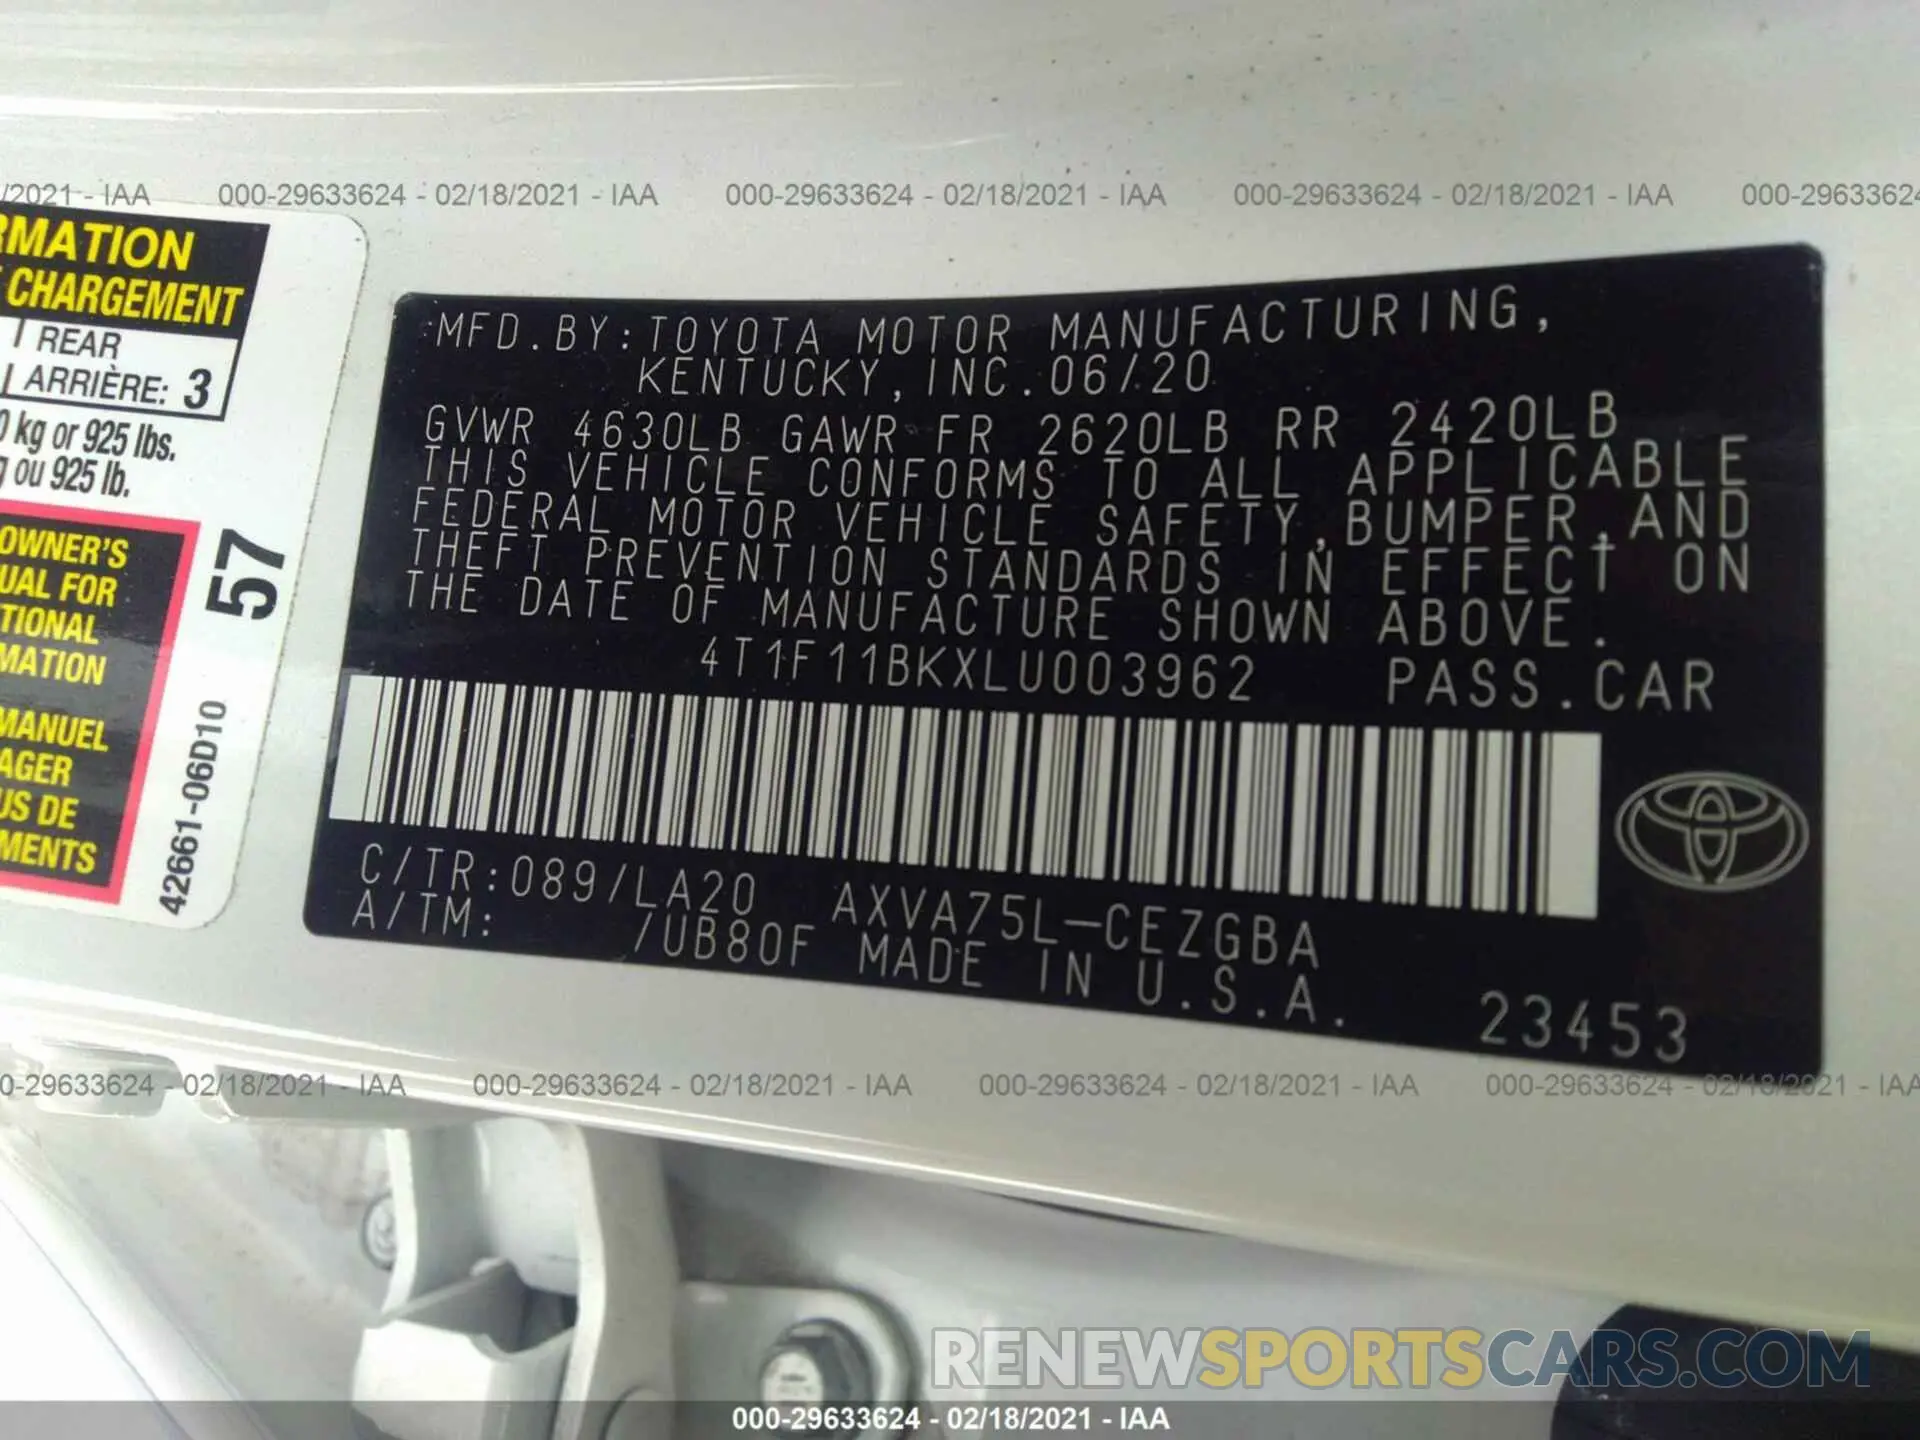 /2021 - IAA 000-29633624 - 02/18/2021 - IAA 000-29633624 - 02/18/2021 - IAA 000-29633624 - 02/18/2021 - IAA 000-29633624
RMATION
CHARGEMENT
REAR
ARRIÈRE: 3
0 kg or 925 lbs.
ou 925 lb.
OWNER'S
UAL FOR
TIONAL
MATION
MANUEL
AGER
US DE
MENTS
57
42661-06D10
MFD.BY:TOYOTA MOTOR MANUFACTURING,
KENTUCKY,INC.06/20
GVWR 4630LB GAWR FR 2620LB RR 2420LB
THIS VEHICLE CONFORMS TO ALL APPLICABLE
FEDERAL MOTOR VEHICLE SAFETY,BUMPER,AND
THEFT PREVENTION STANDARDS IN EFFECT ON
THE DATE OF MANUFACTURE SHOWN ABOVE.
4T1F11BKXLU003962 PASS.CAR
C/TR:089/LA20 AXVA75L-CEZGBA
A/TM: /UB80F MADE IN U.S.A.
23453
0-29633624 - 02/18/2021 - IAA 000-29633624 - 02/18/2021 - IAA 000-29633624 - 02/18/2021 - IAA 000-29633624 - 02/18/2021 - IAA
RENEWSPORTSCARS.COM
000-29633624 - 02/18/2021 - IAA